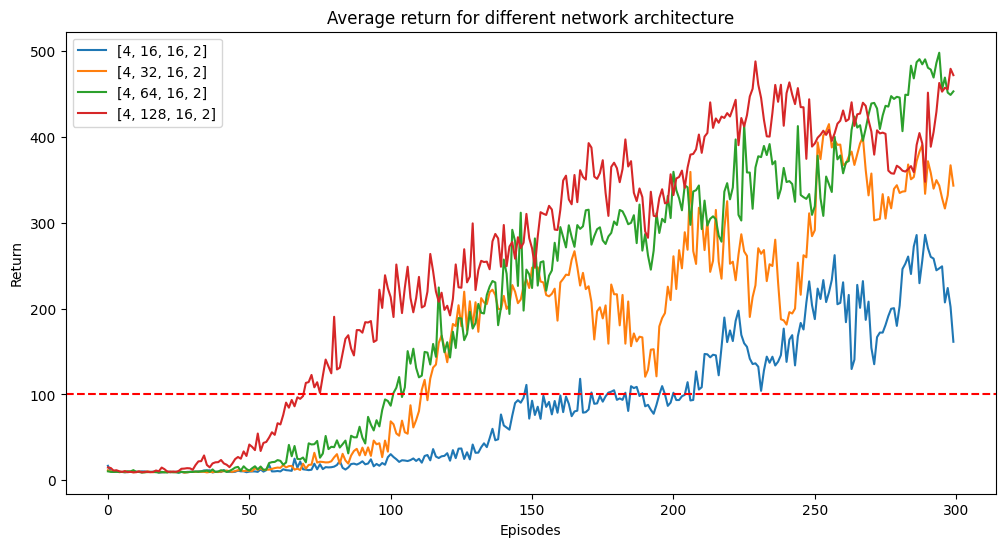 Average return for different network architecture
[4, 16, 16, 2]
[4, 32, 16, 2]
[4, 64, 16, 2]
[4, 128, 16, 2]
Return
500
400
300
200
100
0
0 50 100 150 200 250 300
Episodes